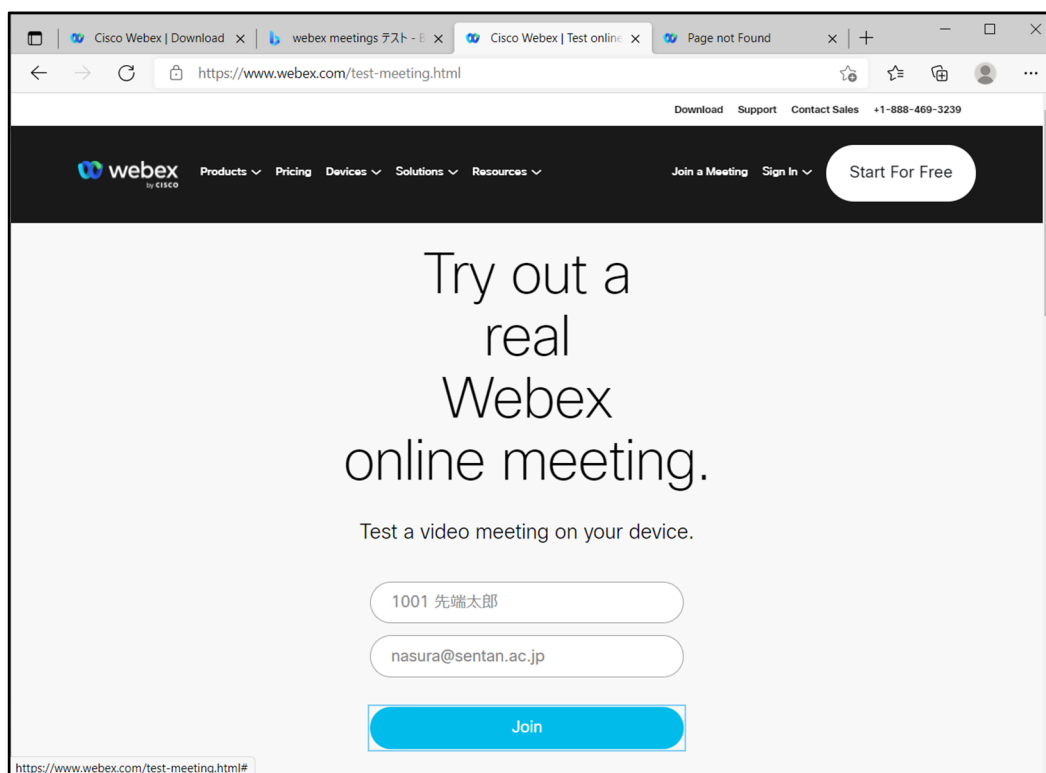 Cisco Webex | Download
webex meetings テスト - B
Cisco Webex | Test online
Page not Found
https://www.webex.com/test-meeting.html
Download Support Contact Sales +1-888-469-3239
webex
by CISCO
Products Pricing Devices Solutions Resources Join a Meeting Sign In Start For Free
Try out a
real
Webex
online meeting.
Test a video meeting on your device.
1001 先端太郎
nasura@sentan.ac.jp
Join
https://www.webex.com/test-meeting.html#